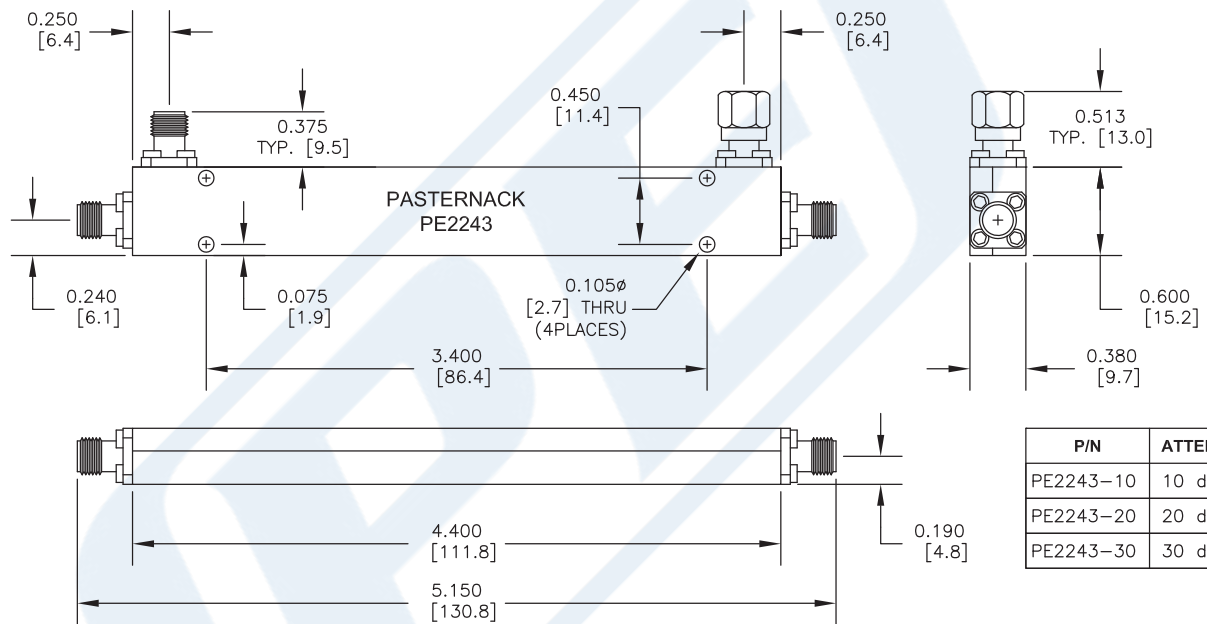 0.250
[6.4]
0.250
[6.4]
0.375
TYP. [9.5]
0.450
[11.4]
0.513
TYP. [13.0]
PASTERNACK
PE2243
0.240
[6.1]
0.075
[1.9]
0.105ø
[2.7] THRU
(4PLACES)
0.600
[15.2]
3.400
[86.4]
0.380
[9.7]
4.400
[111.8]
0.190
[4.8]
5.150
[130.8]
P/N
PE2243-10 10
PE2243-20 20
PE2243-30 30